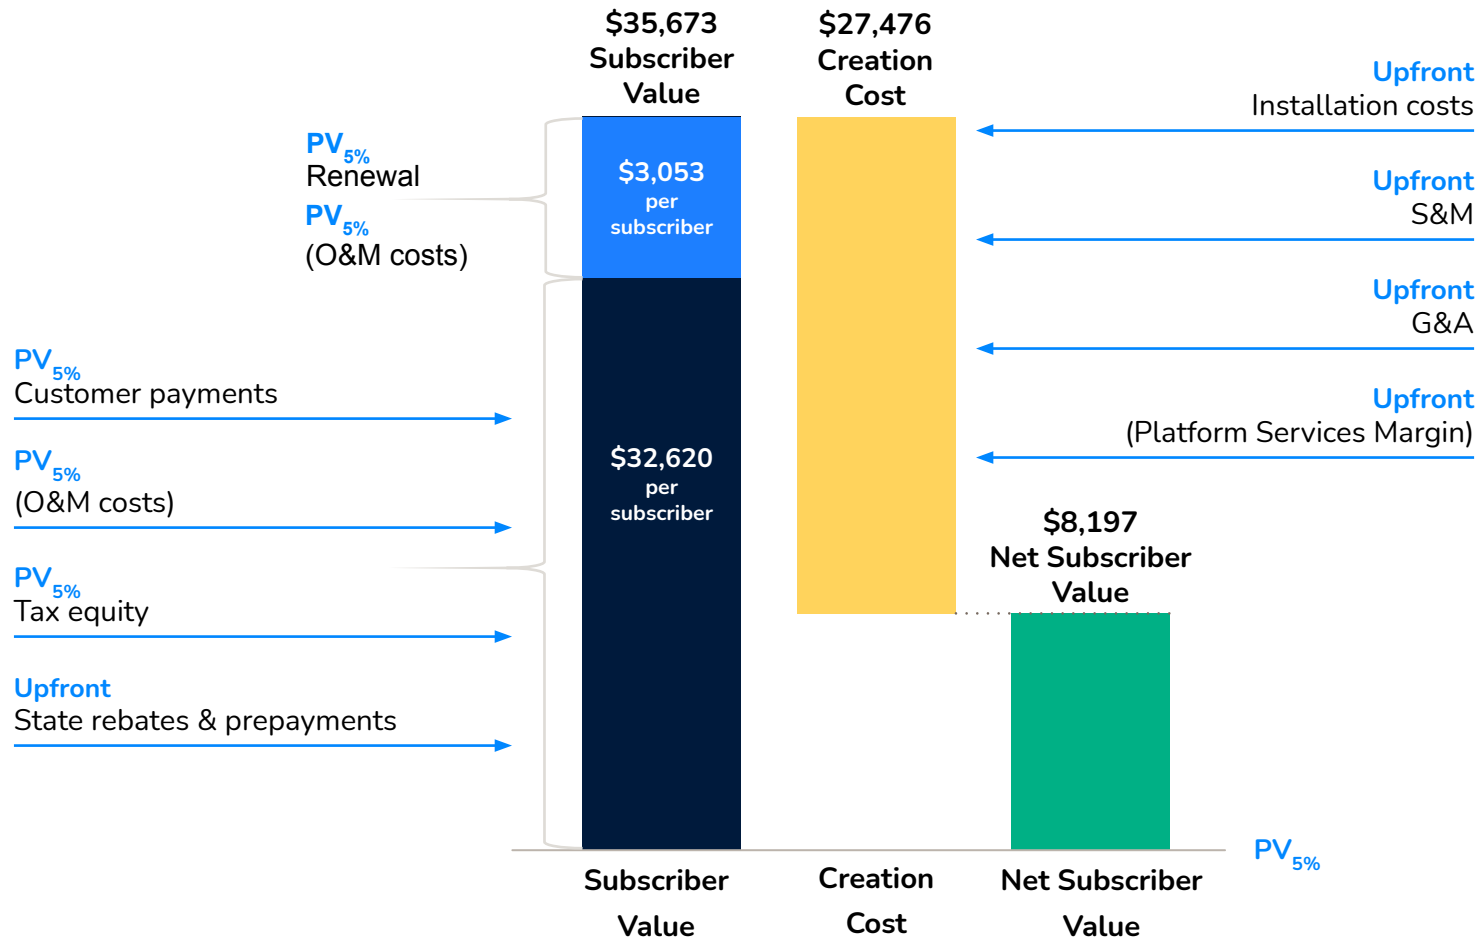 $35,673
Subscriber
Value
$27,476
Creation
Cost
PV5%
Renewal
PV5%
(O&M costs)
$3,053
per
subscriber
Upfront
Installation costs
Upfront
S&M
Upfront
G&A
Upfront
(Platform Services Margin)
PV5%
Customer payments
PV5%
(O&M costs)
PV5%
Tax equity
Upfront
State rebates & prepayments
$32,620
per
subscriber
$8,197
Net Subscriber
Value
PV5%
Subscriber
Value
Creation
Cost
Net Subscriber
Value